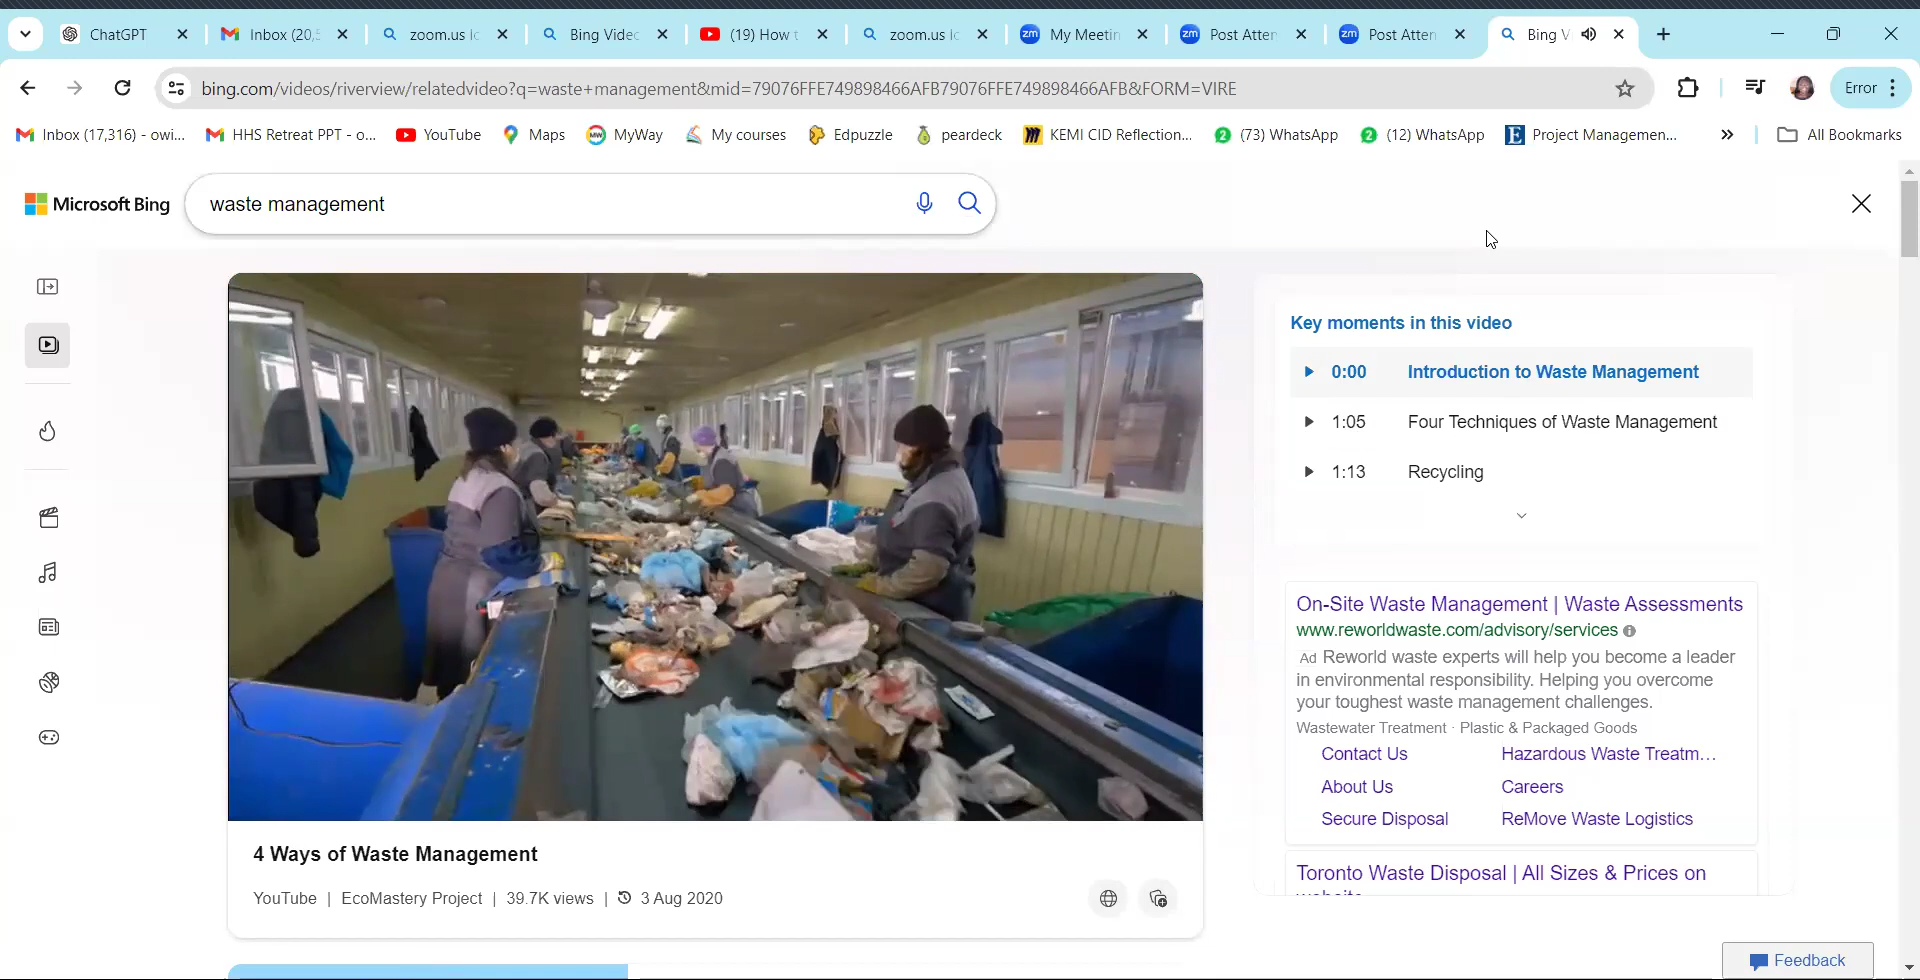 ChatGPT
Inbox (20,
zoom.us lo
Bing Videc
(19) How t
zoom.us lo
My Meetin
Post Atter
Post Atter
Bing V
bing.com/videos/riverview/relatedvideo?q=waste+management&mid=79076FFE749898466AFB79076FFE749898466AFB&FORM=VIRE
Error
Inbox (17,316) - owi...
HHS Retreat PPT - o...
YouTube
Maps
MyWay
My courses
Edpuzzle
peardeck
KEMI CID Reflection...
(73) WhatsApp
(12) WhatsApp
Project Managemen...
All Bookmarks
Microsoft Bing
waste management
Key moments in this video
0:00 Introduction to Waste Management
1:05 Four Techniques of Waste Management
1:13 Recycling
On-Site Waste Management | Waste Assessments
www.reworldwaste.com/advisory/services
Ad Reworld waste experts will help you become a leader
in environmental responsibility. Helping you overcome
your toughest waste management challenges.
Wastewater Treatment · Plastic & Packaged Goods
Contact Us
Hazardous Waste Treatm...
About Us
Careers
Secure Disposal
ReMove Waste Logistics
Toronto Waste Disposal | All Sizes & Prices on
4 Ways of Waste Management
YouTube | EcoMastery Project | 39.7K views | 3 Aug 2020
Feedback